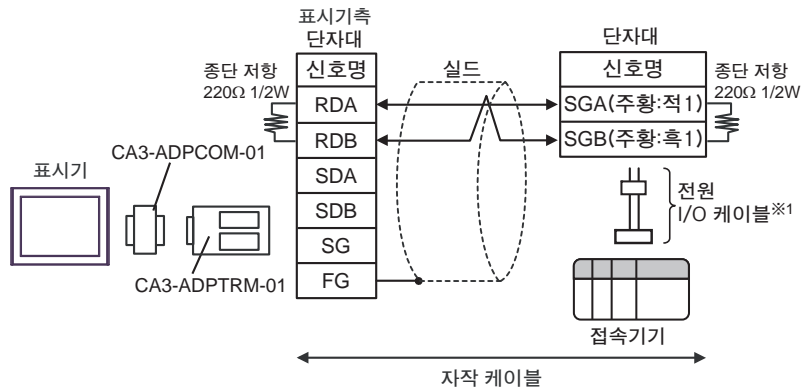 표시기측
단자대
단자대
종단 저항
220Ω 1/2W
신호명
실드
신호명
종단 저항
220Ω 1/2W
RDA
SGA(주황:적1)
RDB
SGB(주황:흑1)
CA3-ADPCOM-01
표시기
SDA
SDB
전원
I/O 케이블※1
SG
CA3-ADPTRM-01
FG
접속기기
자작 케이블